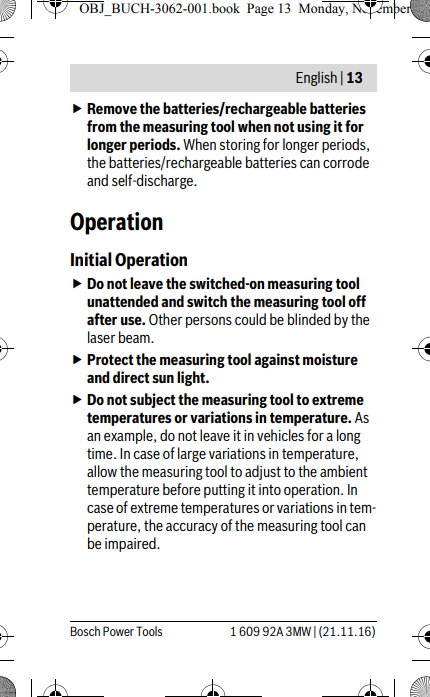 OBJ_BUCH-3062-001.book Page 13 Monday,
English | 13
► Remove the batteries/rechargeable batteries
from the measuring tool when not using it for
longer periods. When storing for longer periods,
the batteries/rechargeable batteries can corrode
and self-discharge.
Operation
Initial Operation
► Do not leave the switched-on measuring tool
unattended and switch the measuring tool off
after use. Other persons could be blinded by the
laser beam.
► Protect the measuring tool against moisture
and direct sun light.
► Do not subject the measuring tool to extreme
temperatures or variations in temperature. As
an example, do not leave it in vehicles for a long
time. In case of large variations in temperature,
allow the measuring tool to adjust to the ambient
temperature before putting it into operation. In
case of extreme temperatures or variations in tem-
perature, the accuracy of the measuring tool can
be impaired.
Bosch Power Tools 1 609 92A 3MW | (21.11.16)